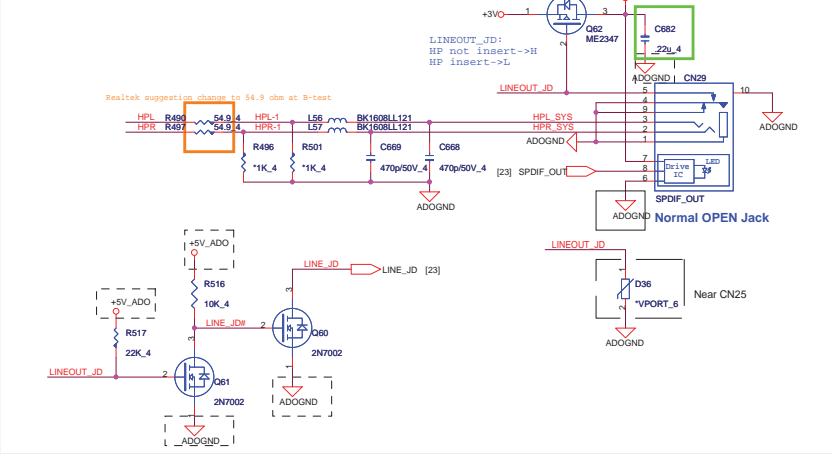 +3V
1
3
2
Q62
ME2347
C682
.22u_4
LINEOUT_JD:
HP not insert->H
HP insert->L
ADOGND
CN29
LINEOUT_JD
5
4
9
3
2
1
10
ADOGND
Realtek suggestion change to 54.9 ohm at B-test
HPL R490 54.9_4 HPL-1 L56 BK1608LL121 HPL_SYS
HPR R497 54.9_4 HPR-1 L57 BK1608LL121 HPR_SYS
ADOGND
R496
*1K_4
R501
*1K_4
C669
470p/50V_4
C668
470p/50V_4
ADOGND
[23] SPDIF_OUT
7
8
6
Drive
IC
LED
SPDIF_OUT
ADOGND
Normal OPEN Jack
+5V_ADO
R516
10K_4
LINE_JD
LINE_JD [23]
LINEOUT_JD
1
D36
*VPORT_6
2
ADOGND
Near CN25
+5V_ADO
R517
22K_4
LINE_JD#
3
2
Q60
2N7002
1
ADOGND
LINEOUT_JD
3
2
Q61
2N7002
1
ADOGND